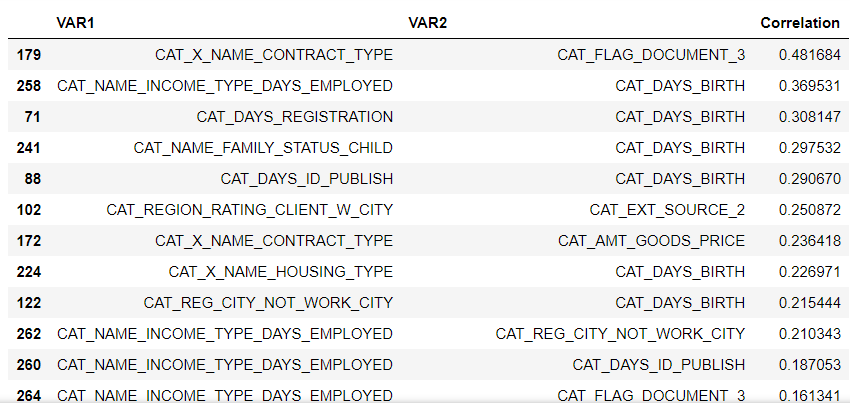 VAR1 VAR2 Correlation
179 CAT_X_NAME_CONTRACT_TYPE CAT_FLAG_DOCUMENT_3 0.481684
258 CAT_NAME_INCOME_TYPE_DAYS_EMPLOYED CAT_DAYS_BIRTH 0.369531
71 CAT_DAYS_REGISTRATION CAT_DAYS_BIRTH 0.308147
241 CAT_NAME_FAMILY_STATUS_CHILD CAT_DAYS_BIRTH 0.297532
88 CAT_DAYS_ID_PUBLISH CAT_DAYS_BIRTH 0.290670
102 CAT_REGION_RATING_CLIENT_W_CITY CAT_EXT_SOURCE_2 0.250872
172 CAT_X_NAME_CONTRACT_TYPE CAT_AMT_GOODS_PRICE 0.236418
224 CAT_X_NAME_HOUSING_TYPE CAT_DAYS_BIRTH 0.226971
122 CAT_REG_CITY_NOT_WORK_CITY CAT_DAYS_BIRTH 0.215444
262 CAT_NAME_INCOME_TYPE_DAYS_EMPLOYED CAT_REG_CITY_NOT_WORK_CITY 0.210343
260 CAT_NAME_INCOME_TYPE_DAYS_EMPLOYED CAT_DAYS_ID_PUBLISH 0.187053
264 CAT_NAME_INCOME_TYPE_DAYS_EMPLOYED CAT_FLAG_DOCUMENT_3 0.161341